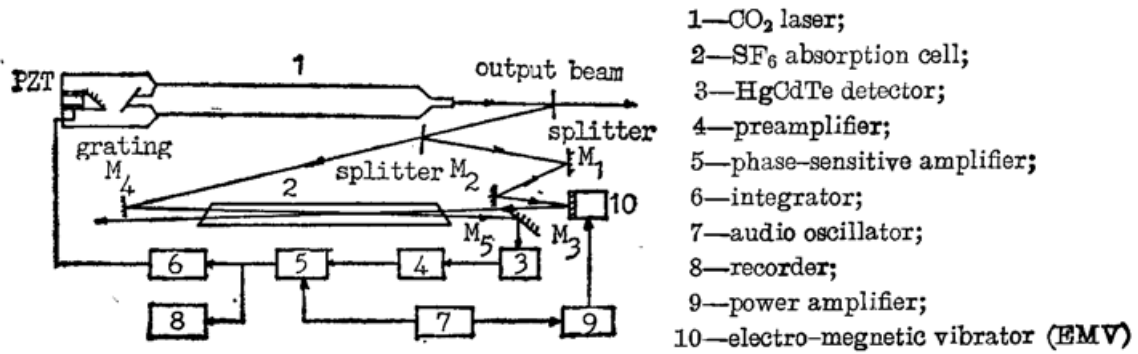 1
PZT
output beam
splitter
grating
splitter
M4
M2
M1
2
10
M5
M3
6
5
4
3
8
7
9
1—CO₂ laser;
2—SF₆ absorption cell;
3—HgCdTe detector;
4—preamplifier;
5—phase-sensitive amplifier;
6—integrator;
7—audio oscillator;
8—recorder;
9—power amplifier;
10—electro-megnetic vibrator (EMV)